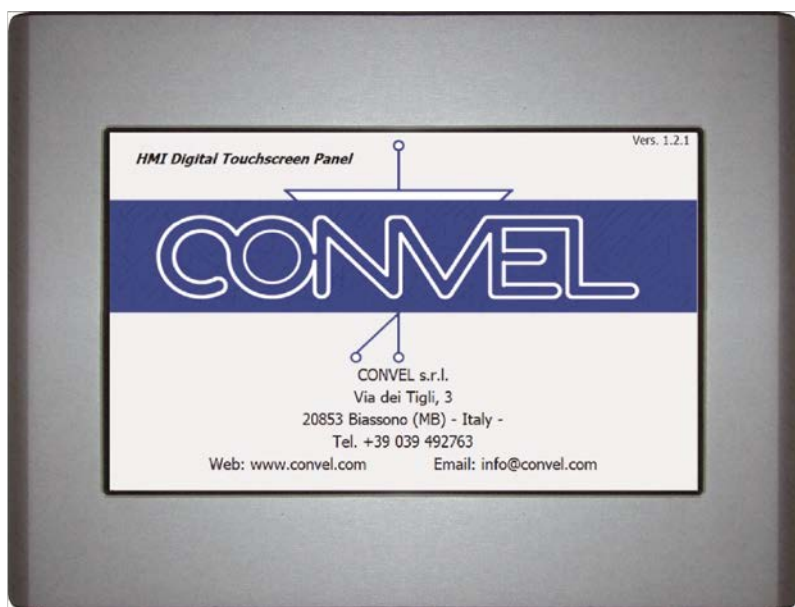 HMI Digital Touchscreen Panel
Vers. 1.2.1
CONVEL
CONVEL s.r.l.
Via dei Tigli, 3
20853 Biassono (MB) - Italy -
Tel. +39 039 492763
Web: www.convel.com Email: info@convel.com